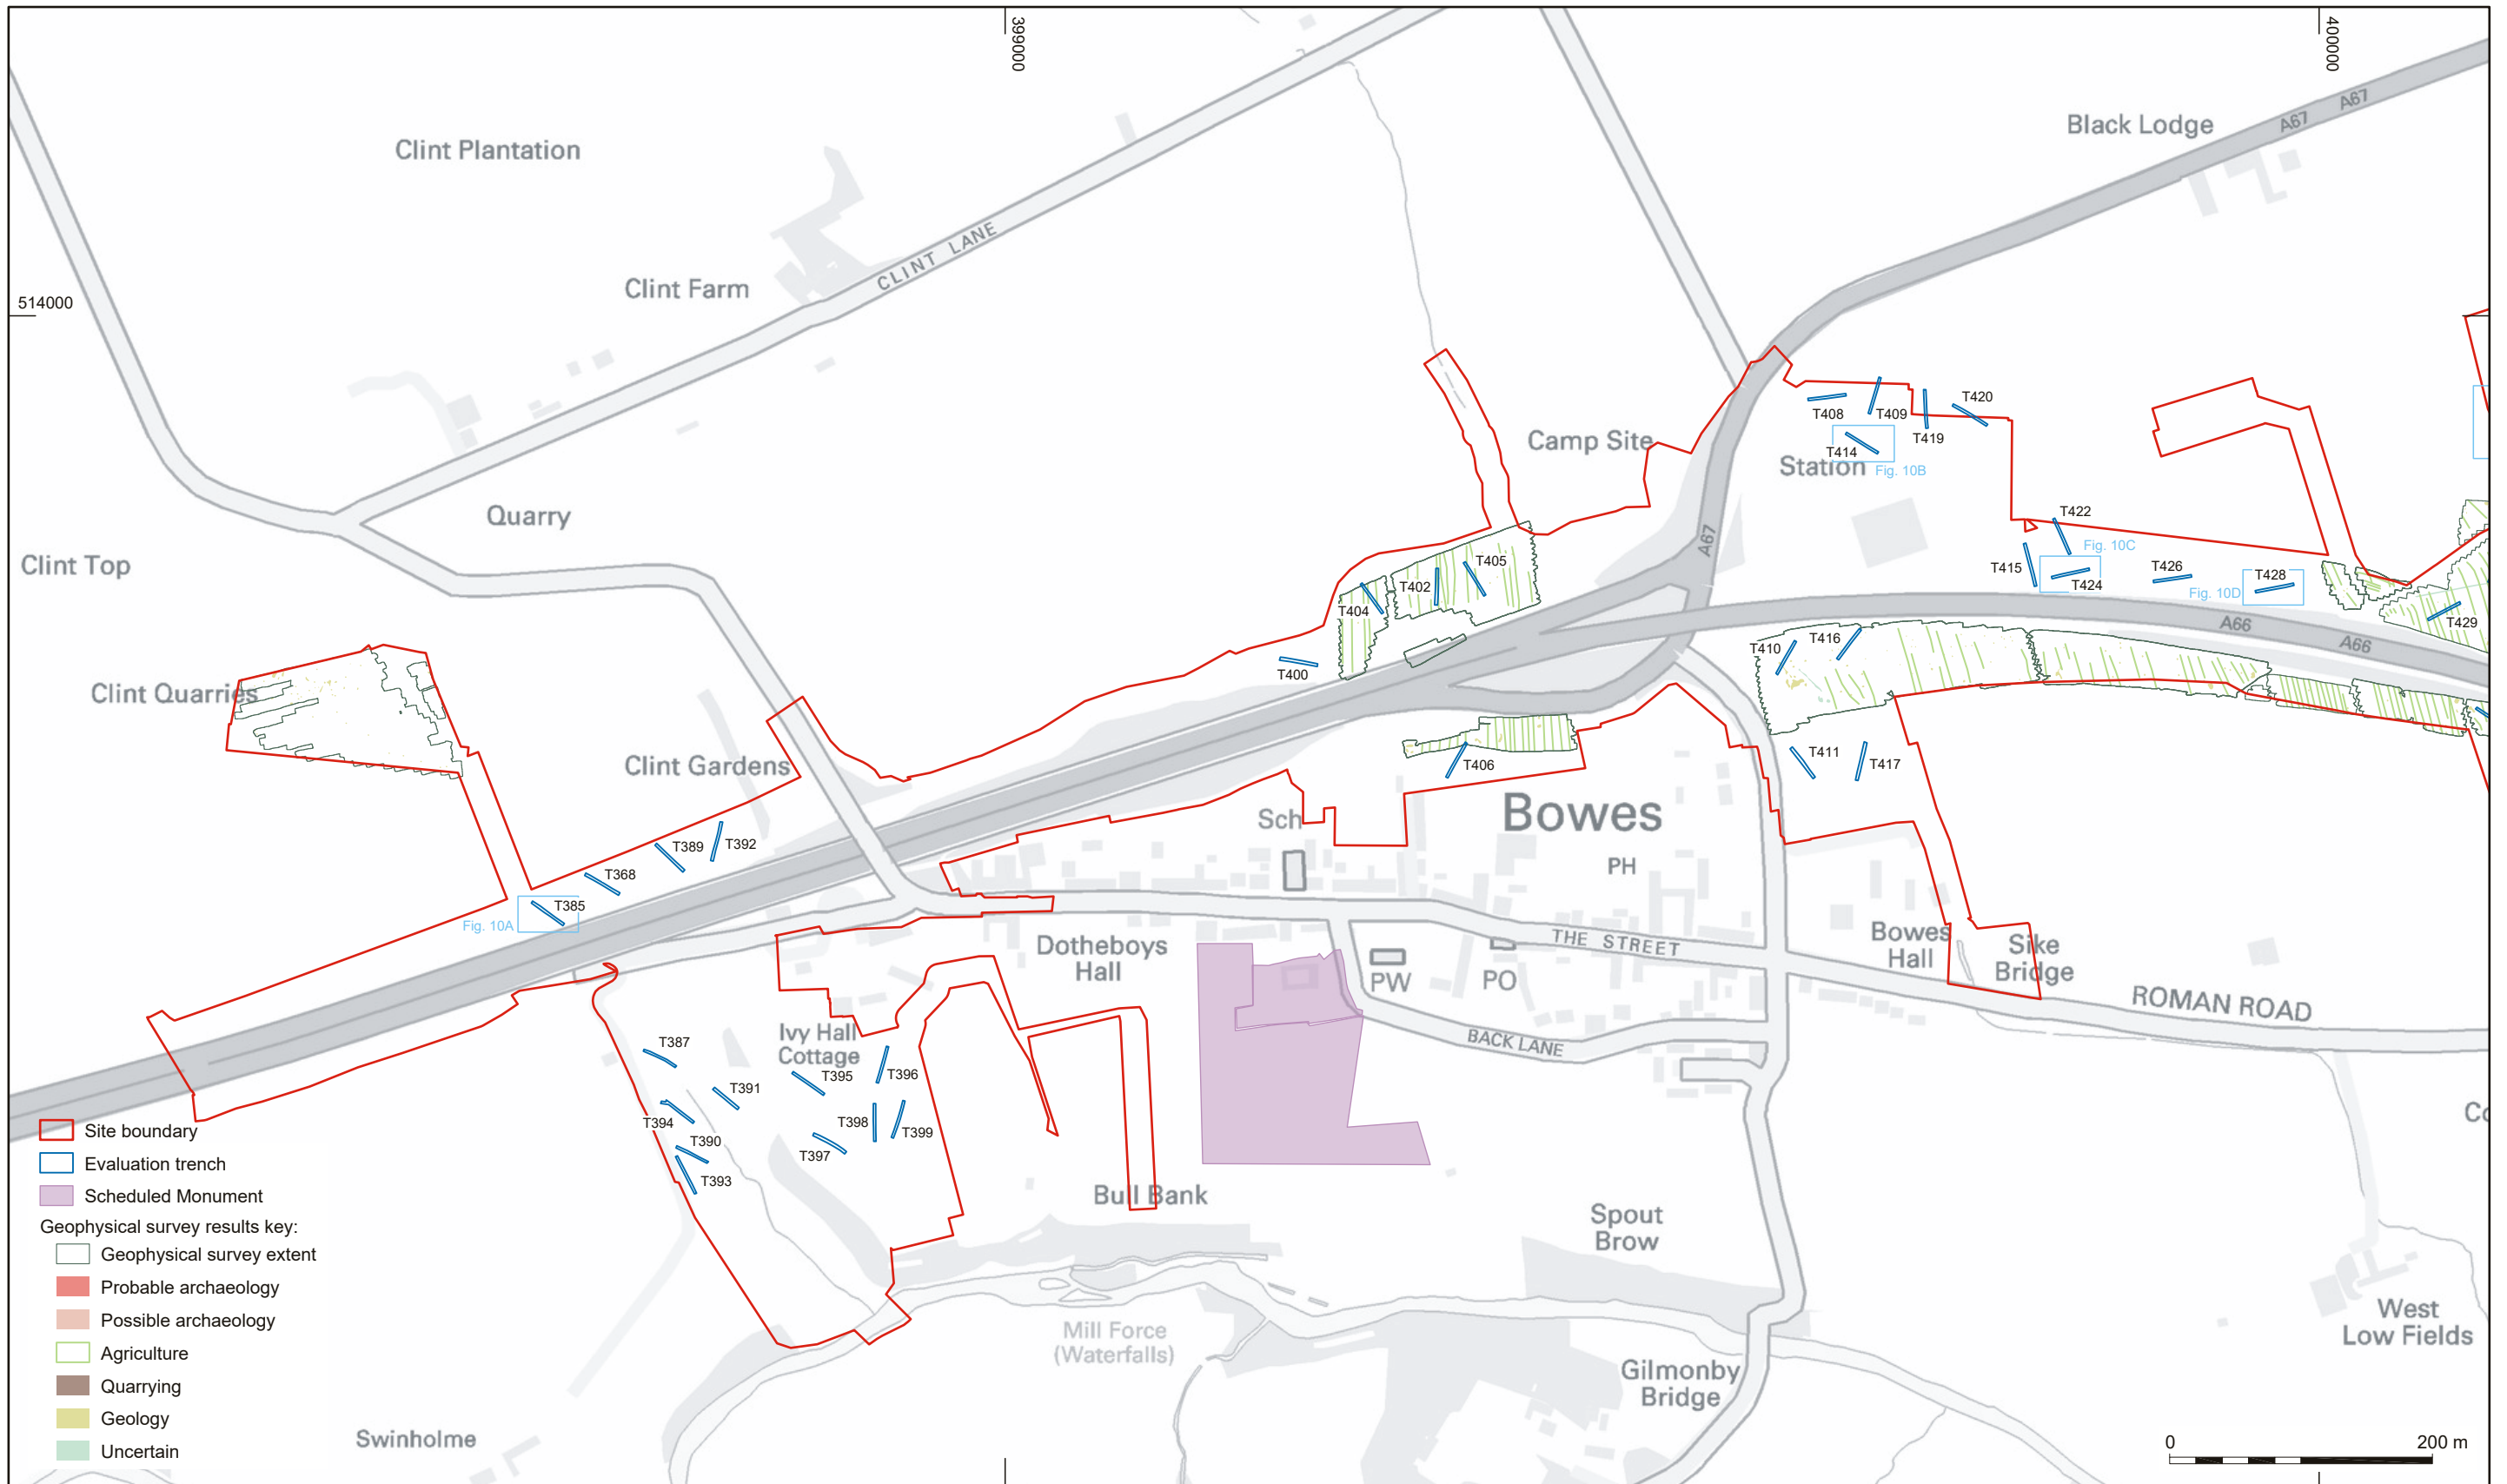 399000
400000
A67
A67
Black Lodge
Clint Plantation
CLINT LANE
Clint Farm
514000
T408
T409
T420
T419
Camp Site
T414
Station
Fig. 10B
Quarry
T422
A67
Fig. 10C
Clint Top
T405
T415
T426
T428
T402
T424
Fig. 10D
T404
T429
A66
A66
T416
T410
T400
Clint Quarries
Clint Gardens
T406
T411
T417
Bowes
Sch
T392
T389
PH
T368
T385
Fig. 10A
Dotheboys
Hall
THE STREET
Bowes
Hall
Sike
Bridge
PW
PO
ROMAN ROAD
T387
Ivy Hall
Cottage
BACK LANE
T395
T396
T391
T394
T398
T399
T390
T397
T393
Bull Bank
Spout
Brow
Mill Force
(Waterfalls)
Gilmonby
Bridge
West
Low Fields
Swinholme
Site boundary
Evaluation trench
Scheduled Monument
Geophysical survey results key:
Geophysical survey extent
Probable archaeology
Possible archaeology
Agriculture
Quarrying
Geology
Uncertain
0 200 m